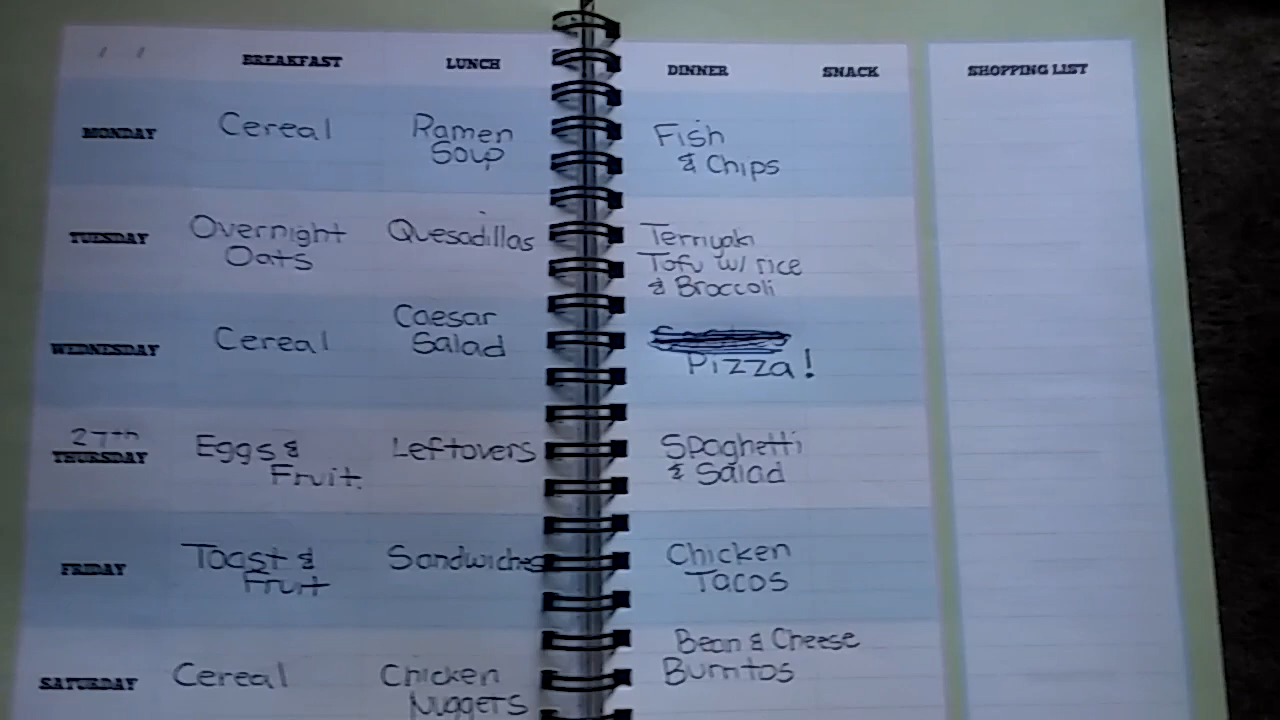 BREAKFAST LUNCH DINNER SNACK SHOPPING LIST
MONDAY
Cereal
Ramen
Soup
Fish
& Chips
TUESDAY
Overnight
Oats
Quesadillas
Terriyaki
Tofu w/ rice
& Broccoli
WEDNESDAY
Cereal
Caesar
Salad
Pizza!
27th
THURSDAY
Eggs &
Fruit.
Leftovers
Spaghetti
& Salad
FRIDAY
Toast &
Fruit
Sandwiches
Chicken
Tacos
SATURDAY
Cereal
Chicken
Nuggets
Bean & Cheese
Burritos